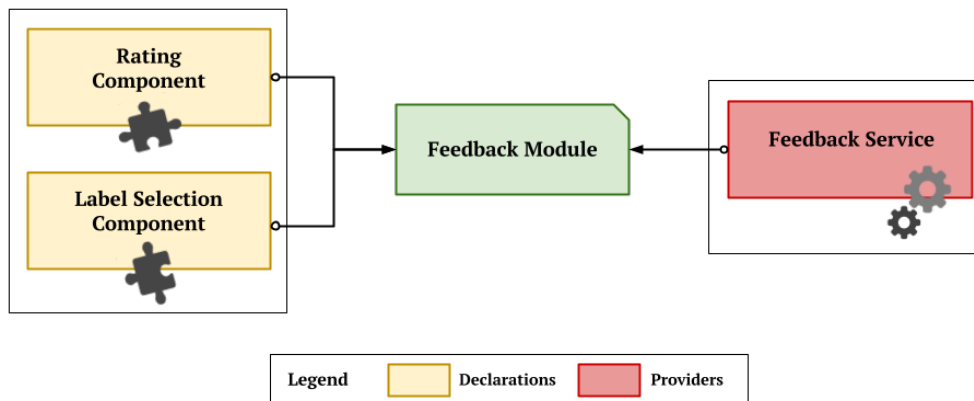 Rating
Component
Label Selection
Component
Feedback Module
Feedback Service
Legend
Declarations
Providers